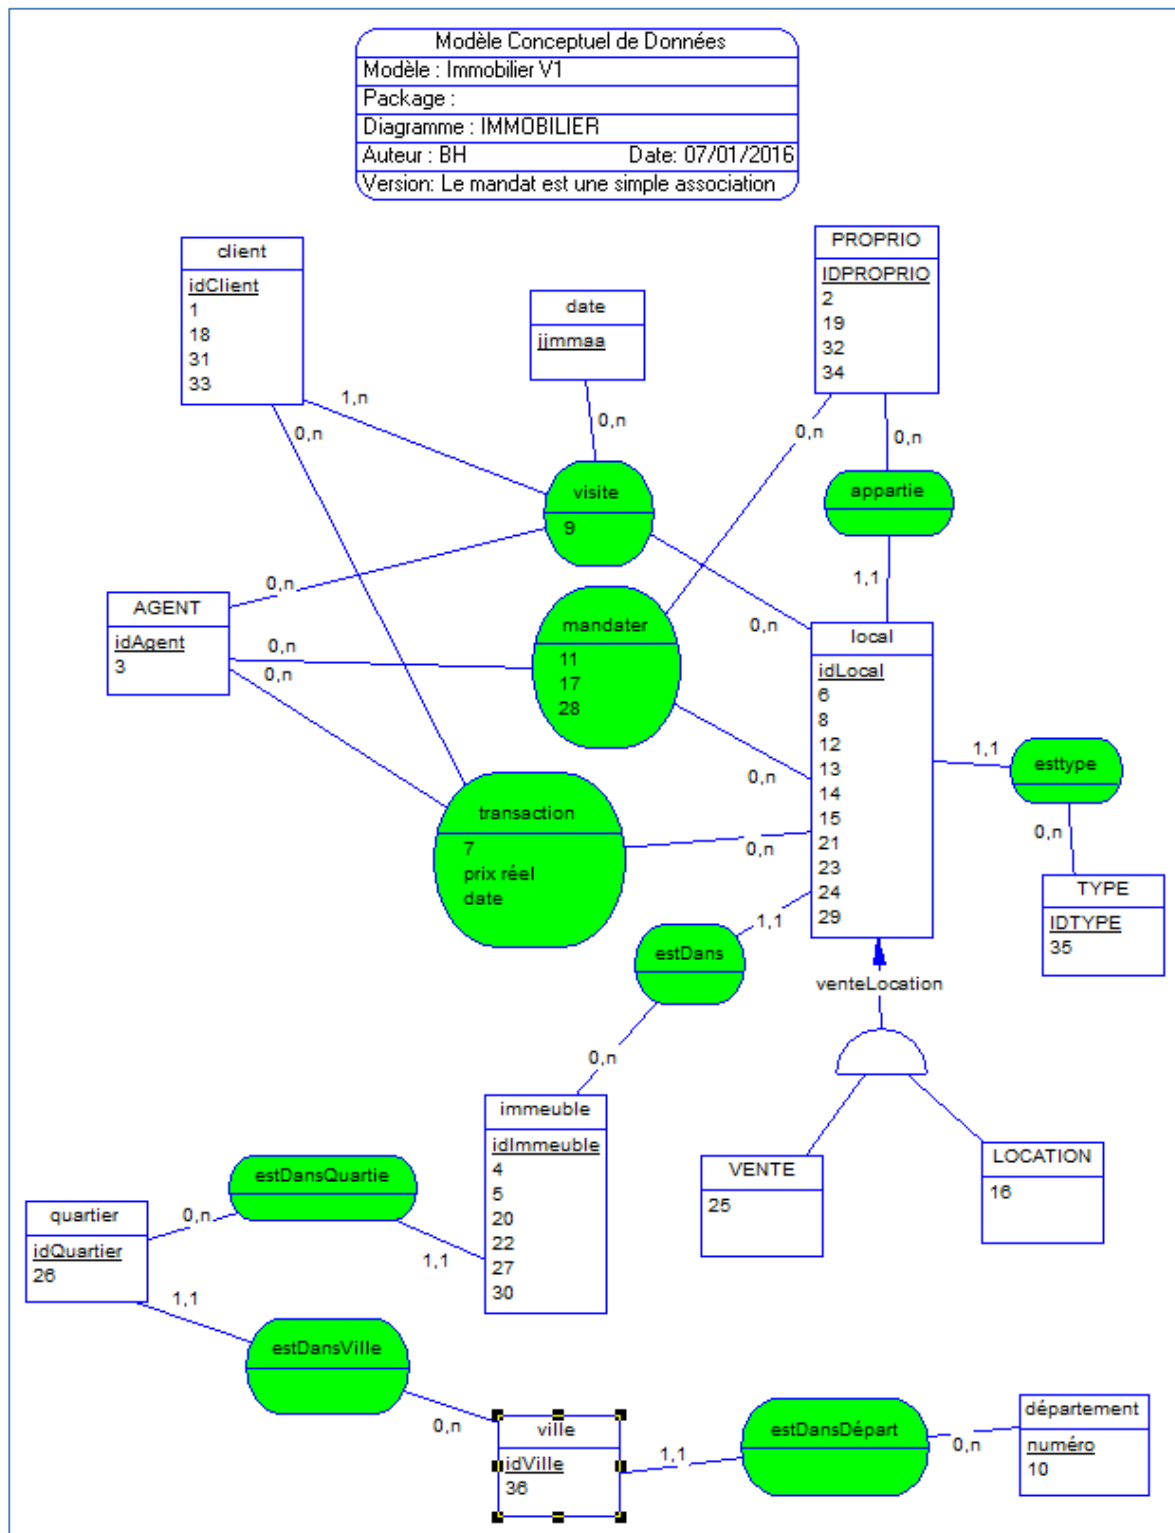 Modèle Conceptuel de Données
Modèle : Immobilier V1
Package :
Diagramme : IMMOBILIER
Auteur : BH Date: 07/01/2016
Version: Le mandat est une simple association
client
idClient
1
18
31
33
date
jjmmaa
PROPRIO
IDPROPRIO
2
19
32
34
1,n
0,n
0,n
0,n
0,n
visite
9
appartie
1,1
AGENT
idAgent
3
0,n
0,n
0,n
mandater
11
17
28
0,n
0,n
local
idLocal
6
8
12
13
14
15
21
23
24
29
1,1
esttype
0,n
TYPE
IDTYPE
35
transaction
7
prix réel
date
0,n
1,1
estDans
0,n
venteLocation
VENTE
25
LOCATION
16
immeuble
idImmeuble
4
5
20
22
27
30
estDansQuartie
0,n
1,1
quartier
idQuartier
26
1,1
estDansVille
0,n
ville
idVille
36
1,1
estDansDépart
0,n
département
numéro
10